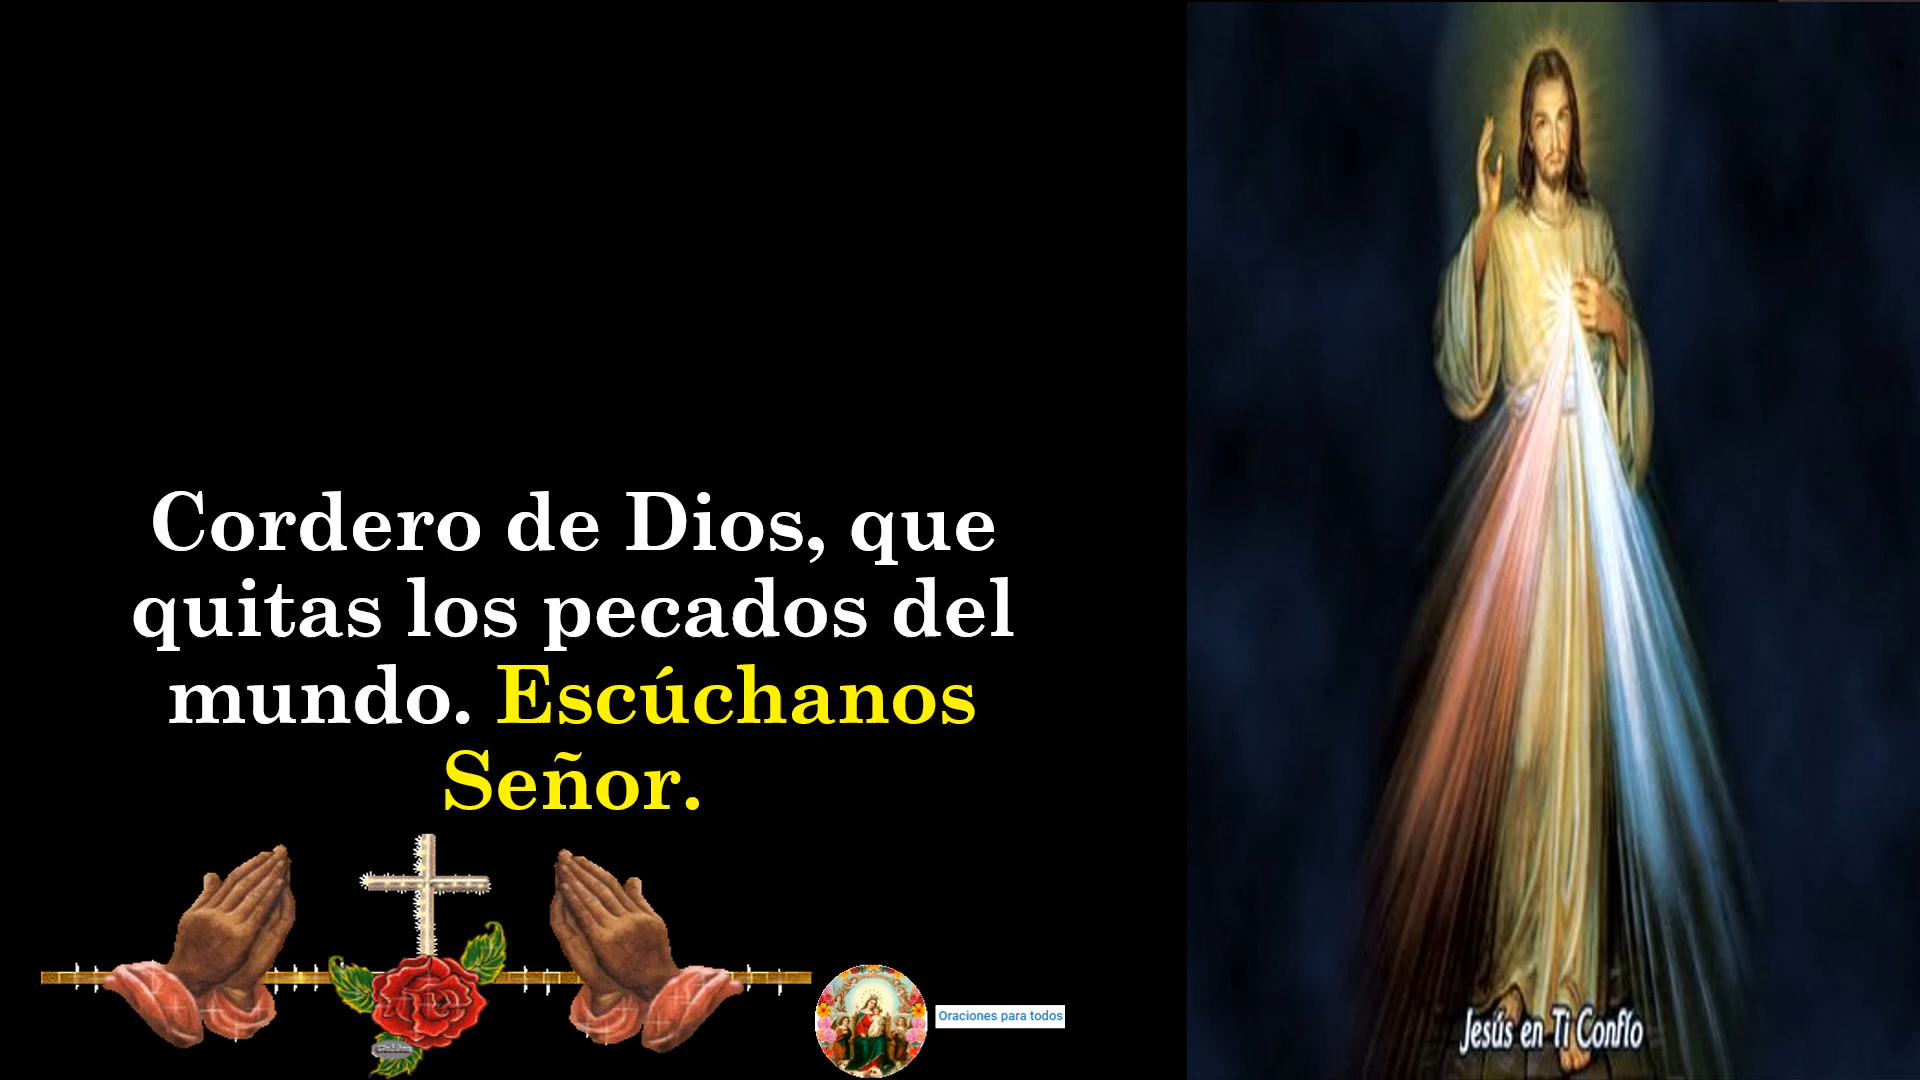 Cordero de Dios, que
quitas los pecados del
mundo. Escúchanos
Señor.
Oraciones para todos
Jesús en Ti Confío